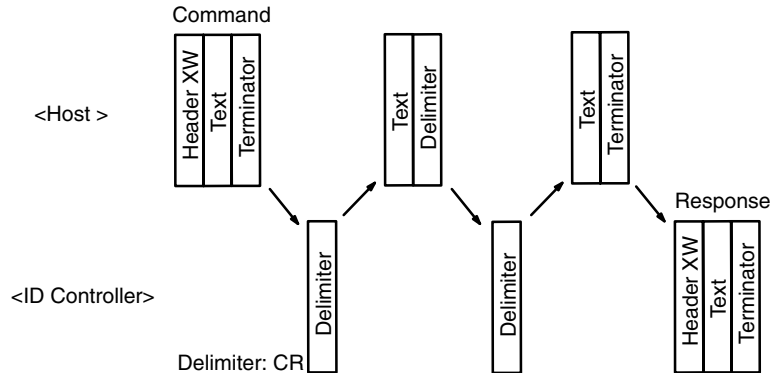 Command
Header XW
Text
Terminator
Text
Delimiter
Text
Terminator
<Host >
Response
Delimiter
Delimiter
Header XW
Text
Terminator
<ID Controller>
Delimiter: CR